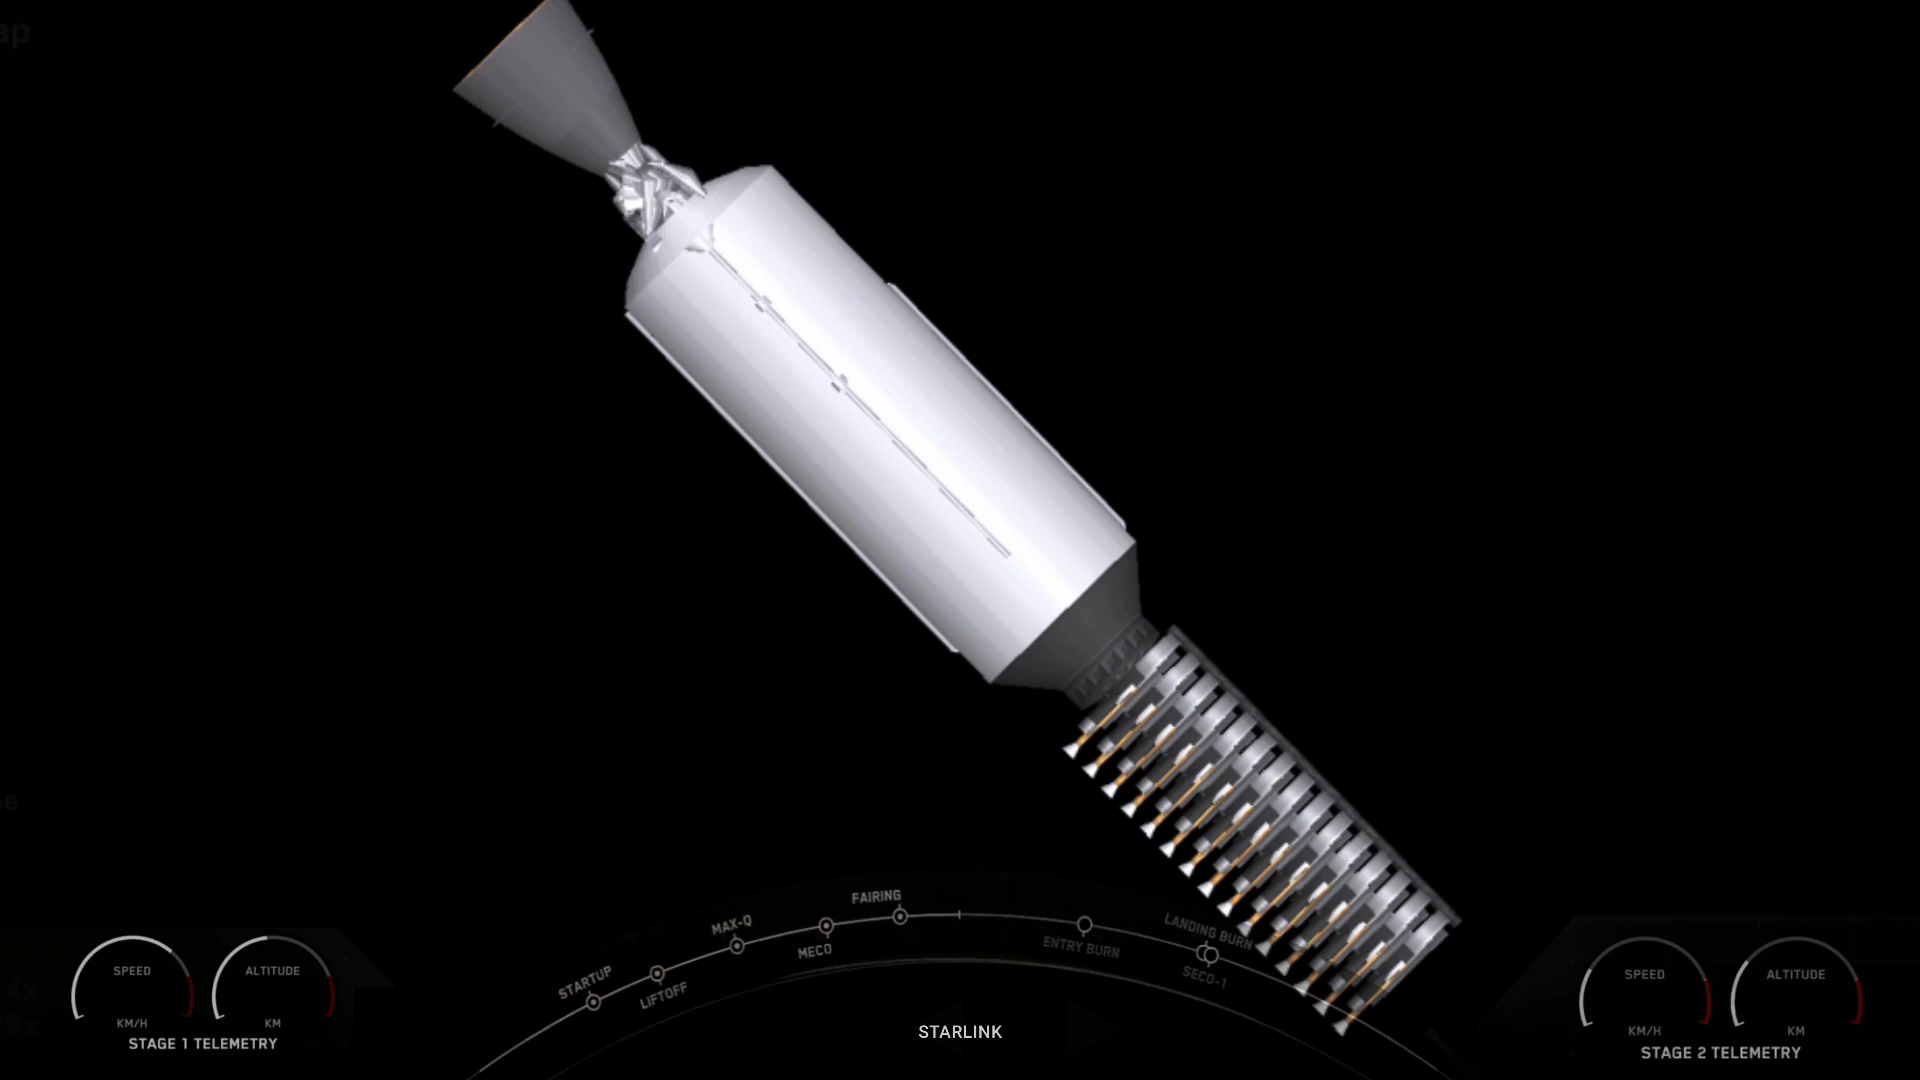 FAIRING
MAX-Q
LANDING BURN
MECO
ENTRY BURN
STARTUP
LIFTOFF
SECO-1
SPEED
KM/H
ALTITUDE
KM
STAGE 1 TELEMETRY
STARLINK
SPEED
KM/H
ALTITUDE
KM
STAGE 2 TELEMETRY